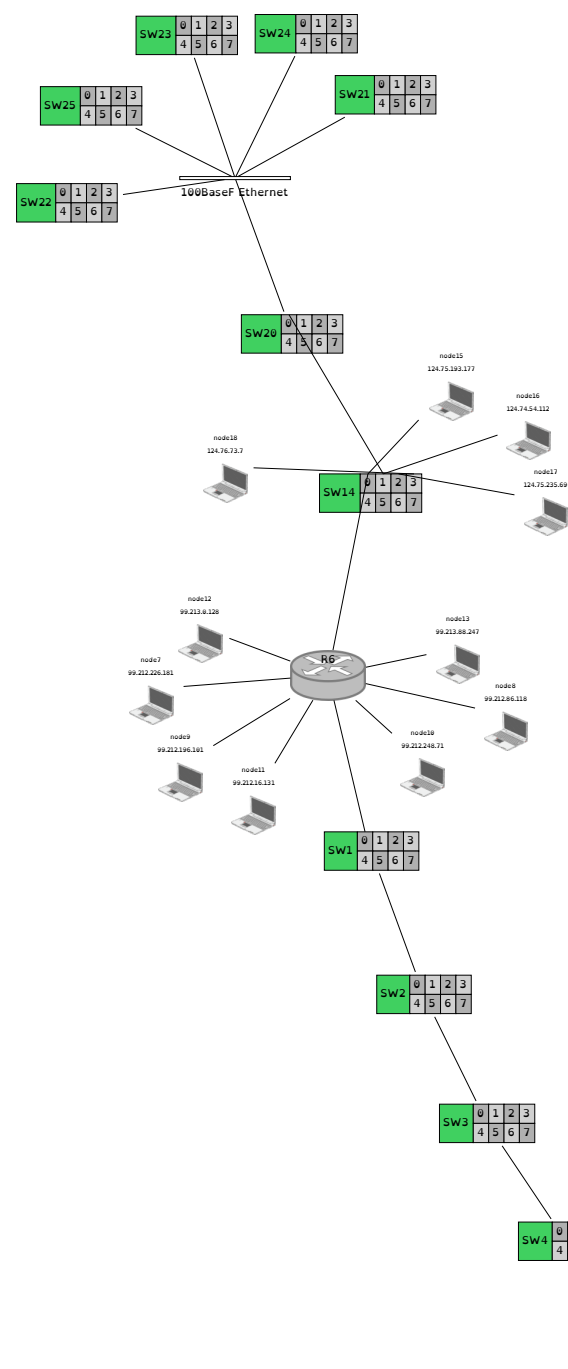 SW23
0 1 2 3
4 5 6 7
SW24
0 1 2 3
4 5 6 7
SW25
0 1 2 3
4 5 6 7
SW21
0 1 2 3
4 5 6 7
SW22
0 1 2 3
4 5 6 7
100BaseF Ethernet
SW20
0 1 2 3
4 5 6 7
node15
124.75.193.177
node16
124.74.54.112
node18
124.76.73.7
node17
124.75.235.69
SW14
0 1 2 3
4 5 6 7
node12
99.213.0.128
node13
99.213.88.247
R6
node7
99.212.226.181
node8
99.212.86.118
node9
99.212.196.101
node10
99.212.248.71
node11
99.212.16.131
SW1
0 1 2 3
4 5 6 7
SW2
0 1 2 3
4 5 6 7
SW3
0 1 2 3
4 5 6 7
SW4
0
4